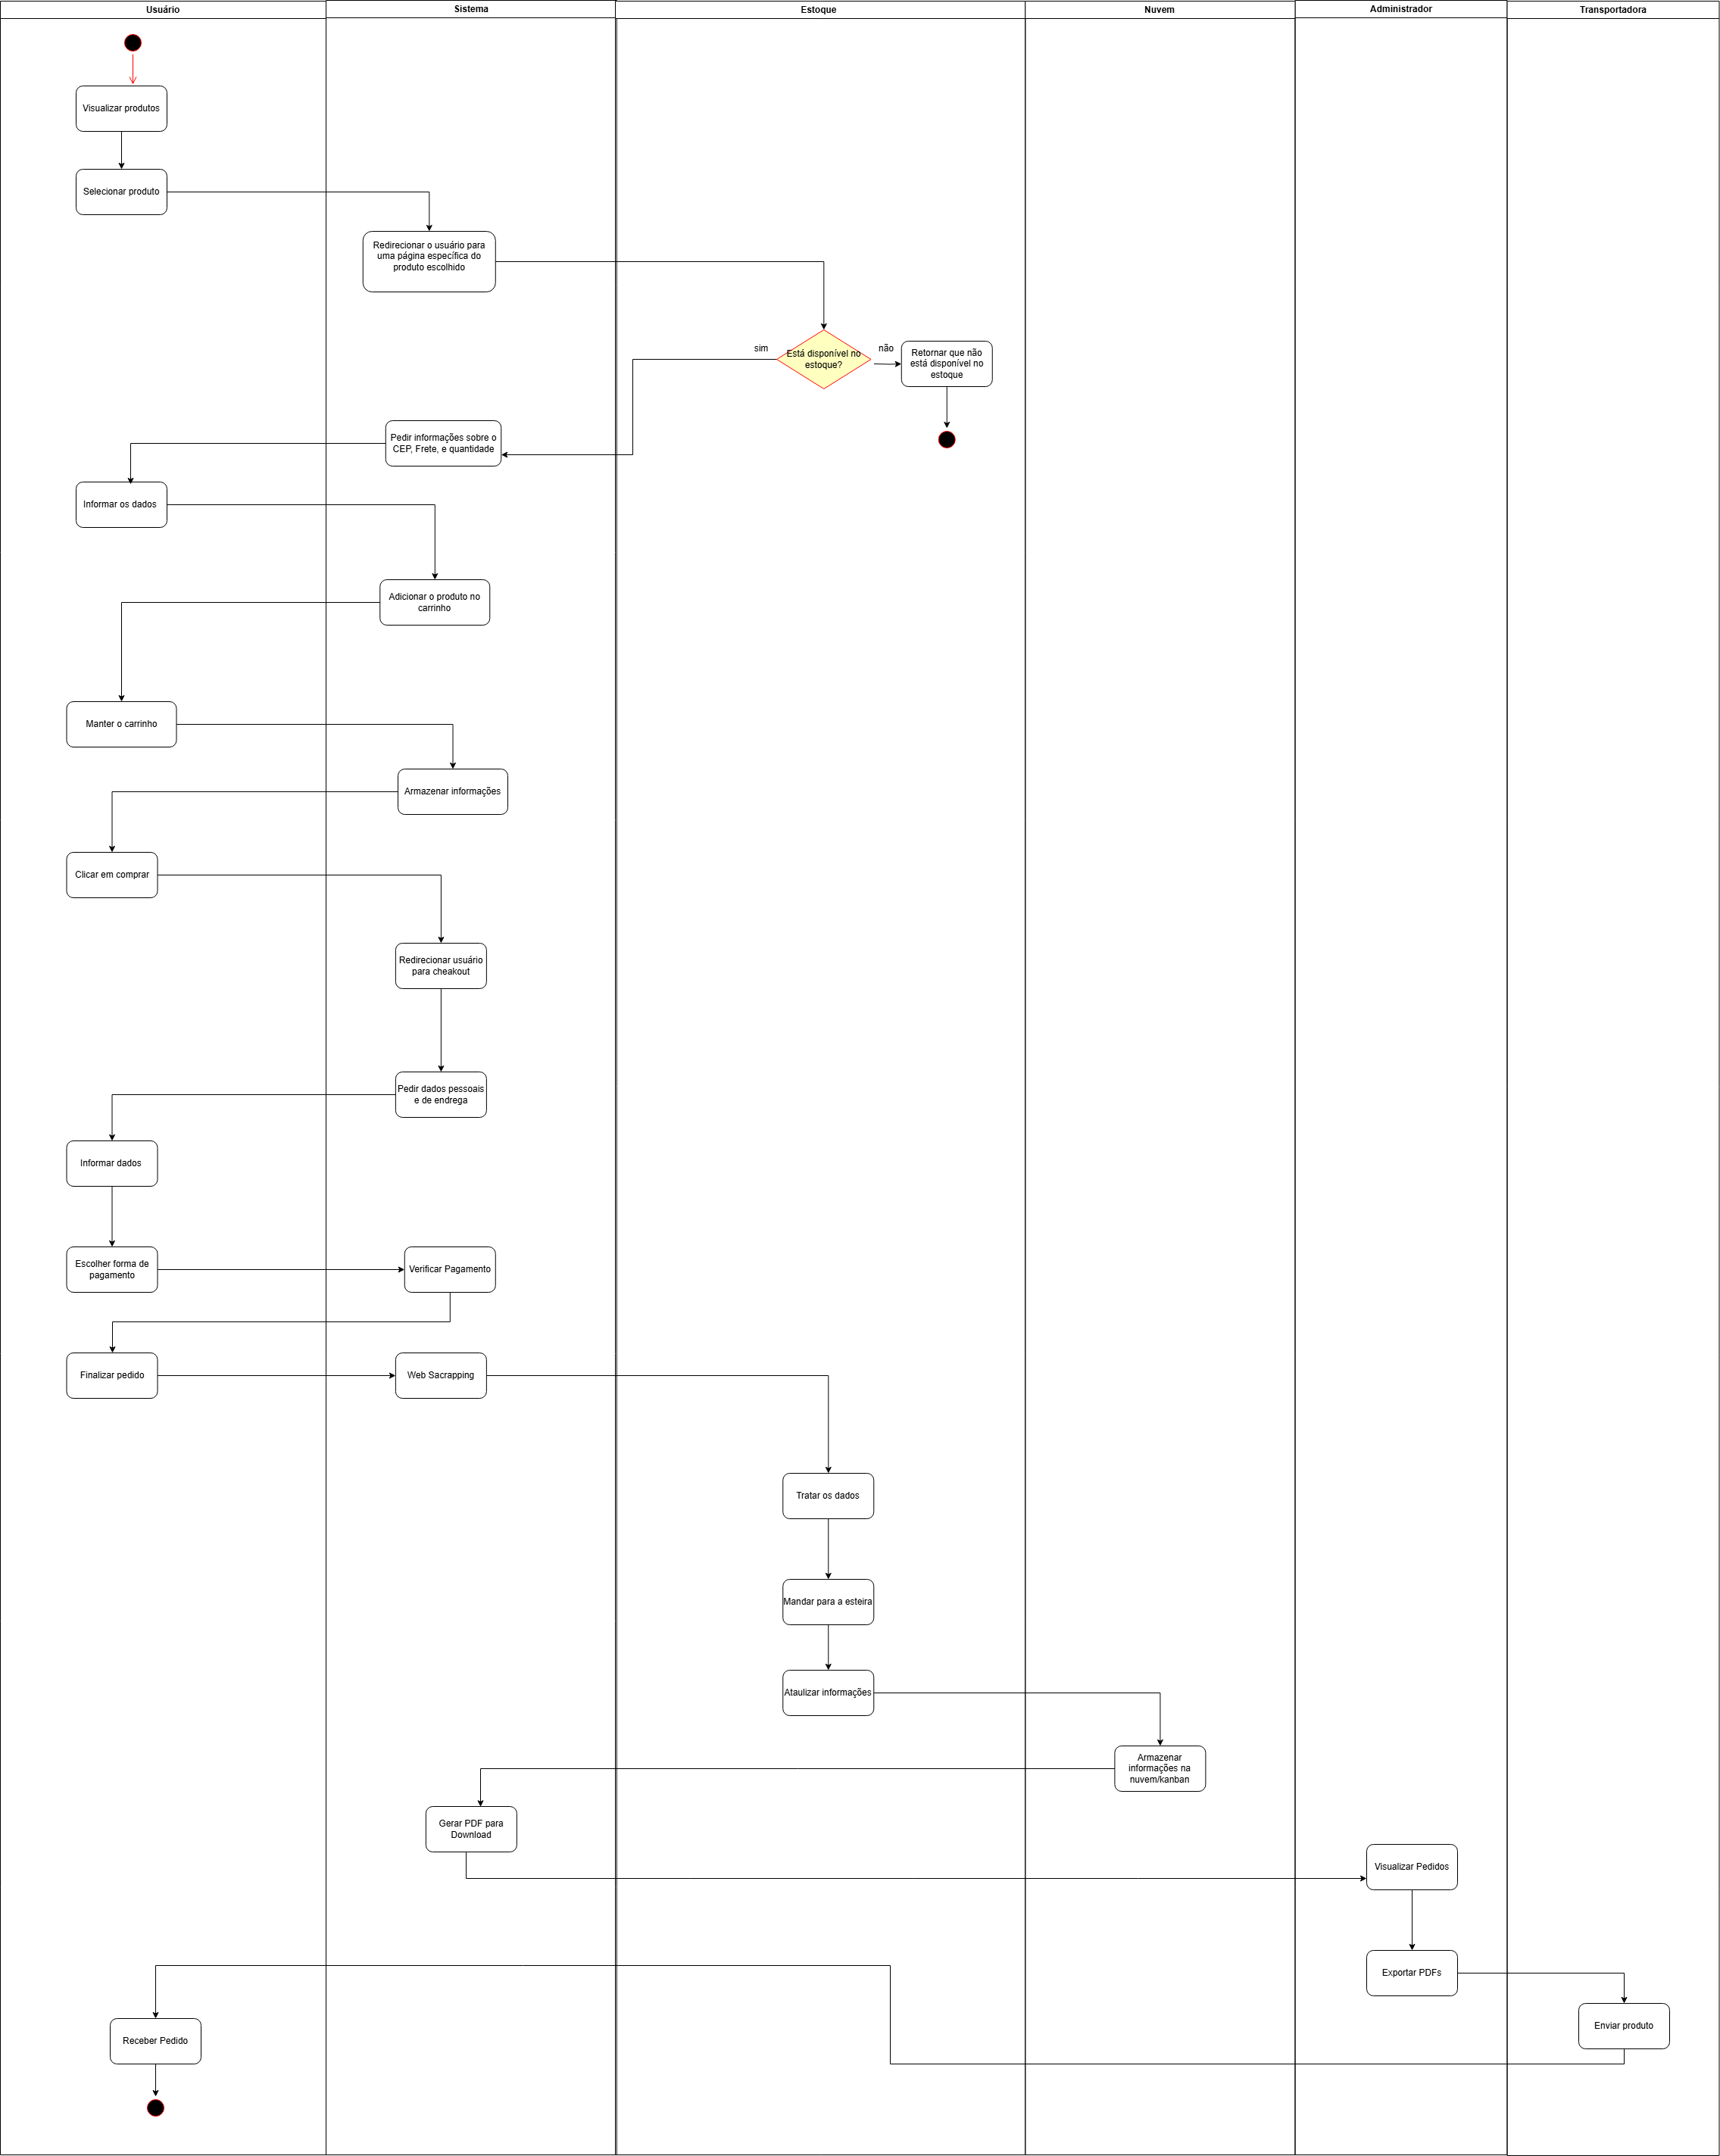 Usuário
Sistema
Estoque
Nuvem
Administrador
Transportadora
Visualizar produtos
Selecionar produto
Redirecionar o usuário para
uma página específica do
produto escolhido
Está disponível no
estoque?
sim
não
Retornar que não
está disponível no
estoque
Pedir informações sobre o
CEP, Frete, e quantidade
Informar os dados
Adicionar o produto no
carrinho
Manter o carrinho
Armazenar informações
Clicar em comprar
Redirecionar usuário
para cheakout
Pedir dados pessoais
e de endrega
Informar dados
Escolher forma de
pagamento
Verificar Pagamento
Finalizar pedido
Web Sacrapping
Tratar os dados
Mandar para a esteira
Ataulizar informações
Armazenar
informações na
nuvem/kanban
Gerar PDF para
Download
Visualizar Pedidos
Exportar PDFs
Enviar produto
Receber Pedido